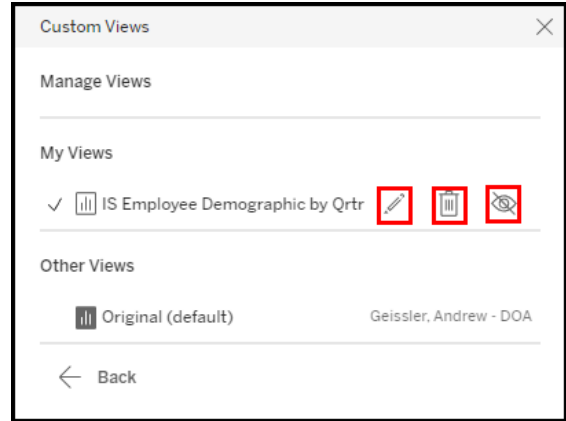 Custom Views
Manage Views
My Views
IS Employee Demographic by Qrtr
Other Views
Original (default) Geissler, Andrew - DOA
Back